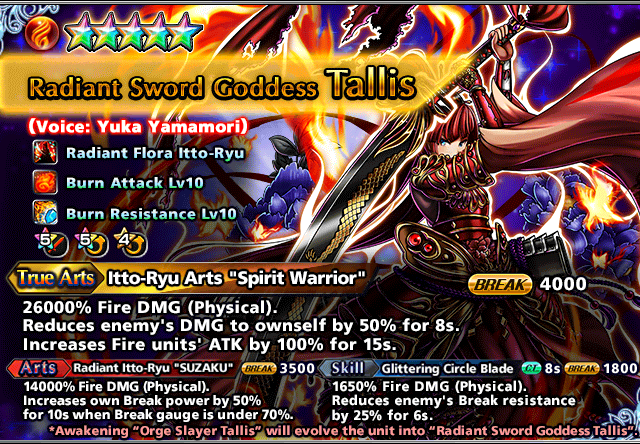 Radiant Sword Goddess Tallis
(Voice: Yuka Yamamori)
Radiant Flora Itto-Ryu
Burn Attack Lv10
Burn Resistance Lv10
5 5 4
True Arts Itto-Ryu Arts "Spirit Warrior" BREAK 4000
26000% Fire DMG (Physical).
Reduces enemy's DMG to ownself by 50% for 8s.
Increases Fire units' ATK by 100% for 15s.
Arts Radiant Itto-Ryu "SUZAKU" BREAK 3500
14000% Fire DMG (Physical).
Increases own Break power by 50%
for 10s when Break gauge is under 70%.
Skill Glittering Circle Blade CT 8s BREAK 1800
1650% Fire DMG (Physical).
Reduces enemy's Break resistance
by 25% for 6s.
*Awakening "Orge Slayer Tallis" will evolve the unit into "Radiant Sword Goddess Tallis".